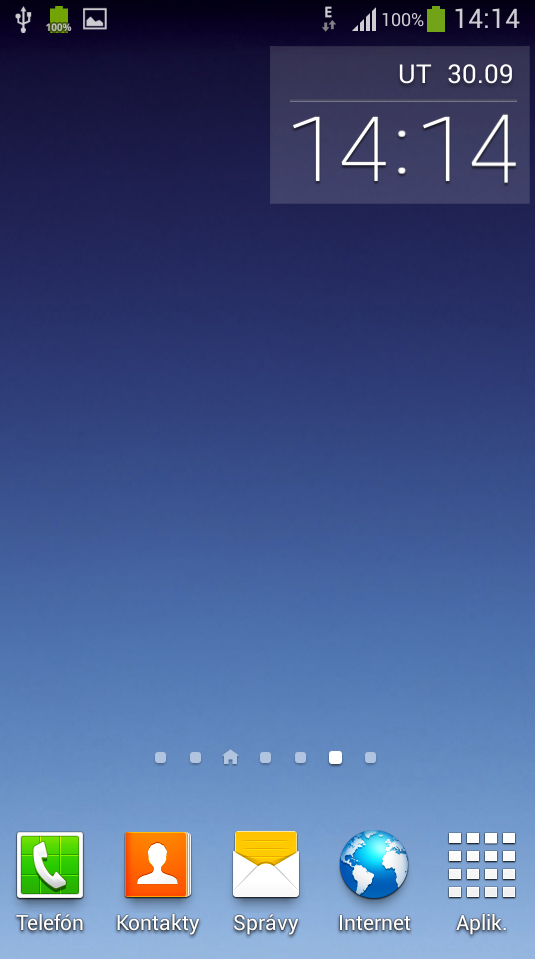 100% E 100% 14:14
UT 30.09
14:14
Telefón Kontakty Správy Internet Aplik.